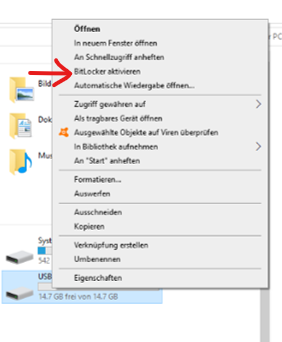 Öffnen
In neuem Fenster öffnen
PC
An Schnellzugriff anheften
BitLocker aktivieren
Bild
Automatische Wiedergabe öffnen...
Zugriff gewähren auf
Als tragbares Gerät öffnen
Dok
Ausgewählte Objekte auf Viren überprüfen
In Bibliothek aufnehmen
Mus
An "Start" anheften
Formatieren...
Auswerfen
Ausschneiden
Kopieren
Syst
Verknüpfung erstellen
542
Umbenennen
USB
Eigenschaften
14.7 GB frei von 14.7 GB